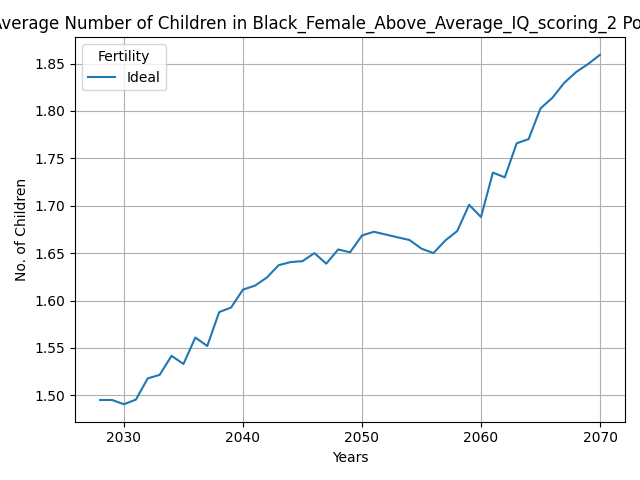 Average Number of Children in Black_Female_Above_Average_IQ_scoring_2 Po
Fertility
Ideal
No. of Children
1.85
1.80
1.75
1.70
1.65
1.60
1.55
1.50
2030 2040 2050 2060 2070
Years